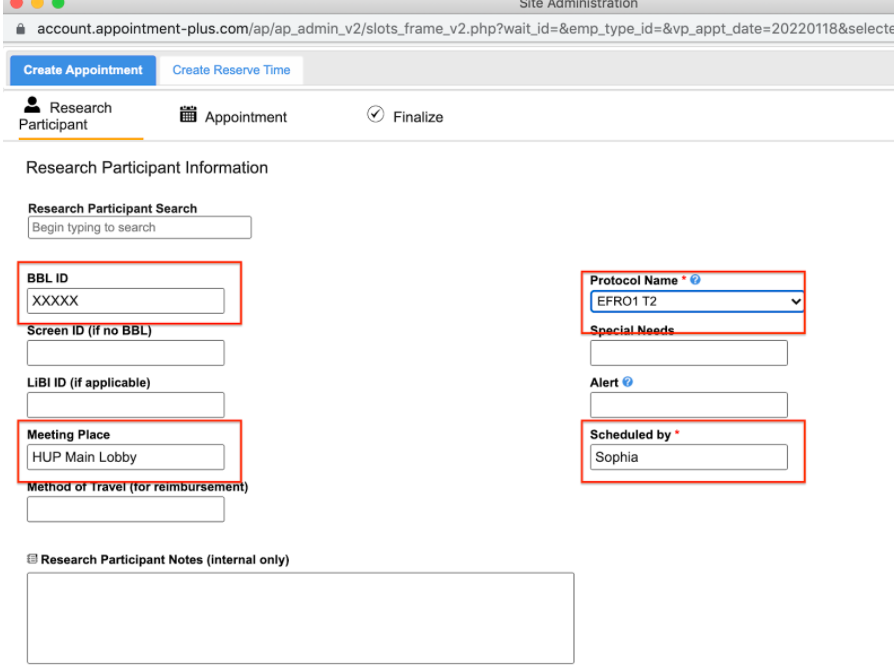 Site Administration
account.appointment-plus.com/ap/ap_admin_v2/slots_frame_v2.php?wait_id=&emp_type_id=&vp_appt_date=20220118&selecte
Create Appointment
Create Reserve Time
Research
Participant
Appointment
Finalize
Research Participant Information
Research Participant Search
Begin typing to search
BBL ID
XXXXX
Protocol Name * ?
EFRO1 T2
Screen ID (if no BBL)
Special Needs
LiBI ID (if applicable)
Alert ?
Meeting Place
HUP Main Lobby
Scheduled by *
Sophia
Method of Travel (for reimbursement)
Research Participant Notes (internal only)